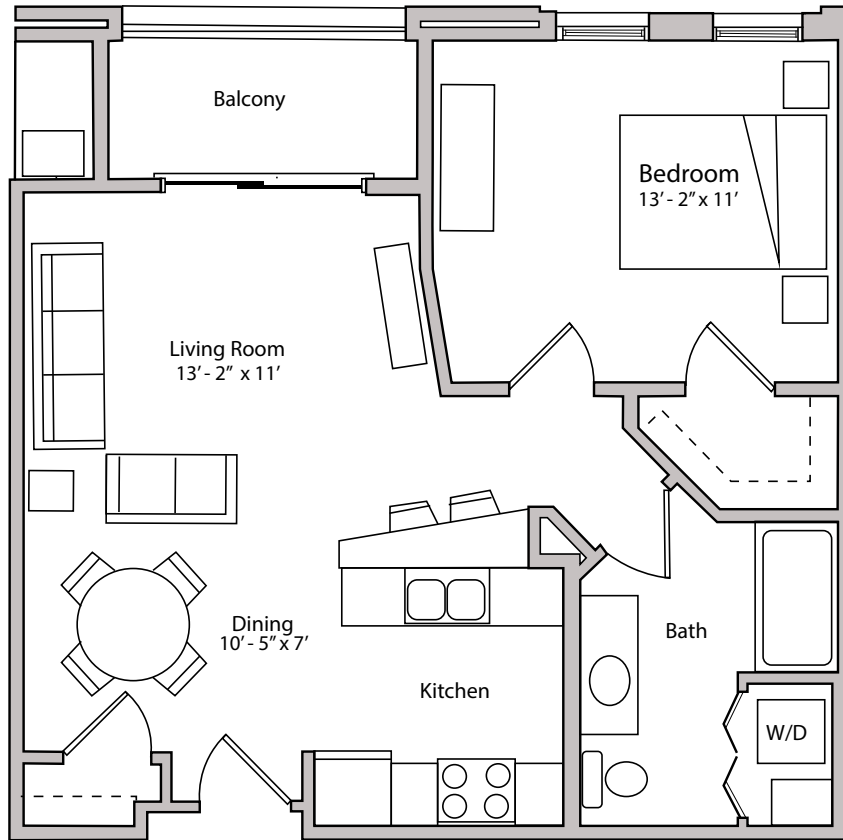 Balcony
Bedroom
13' - 2" x 11'
Living Room
13' - 2" x 11'
Dining
10' - 5" x 7'
Bath
Kitchen
W/D